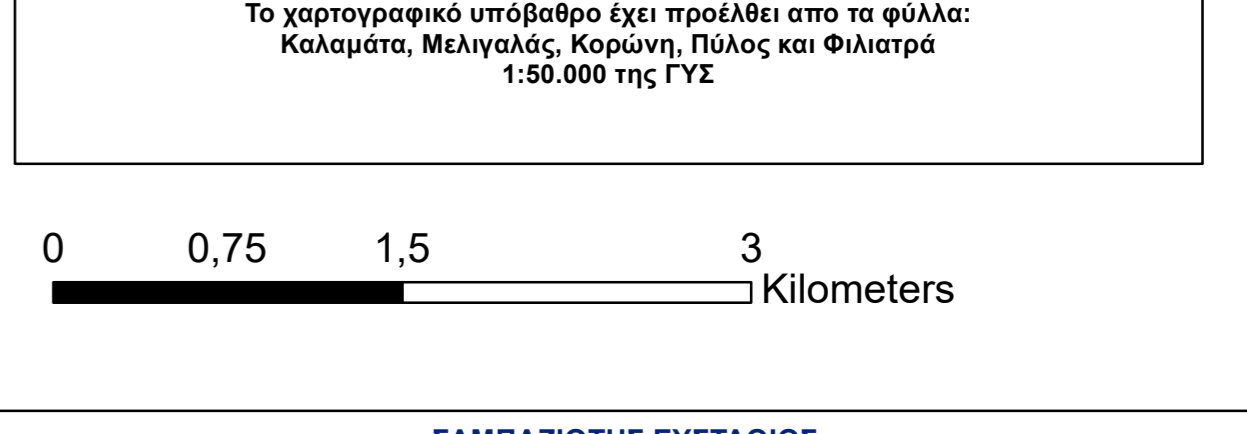 Το χαρτογραφικό υπόβαθρο έχει προέλθει απο τα φύλλα:
Καλαμάτα, Μελιγαλάς, Κορώνη, Πύλος και Φιλιατρά
1:50.000 της ΓΥΣ
0 0,75 1,5 3
Kilometers